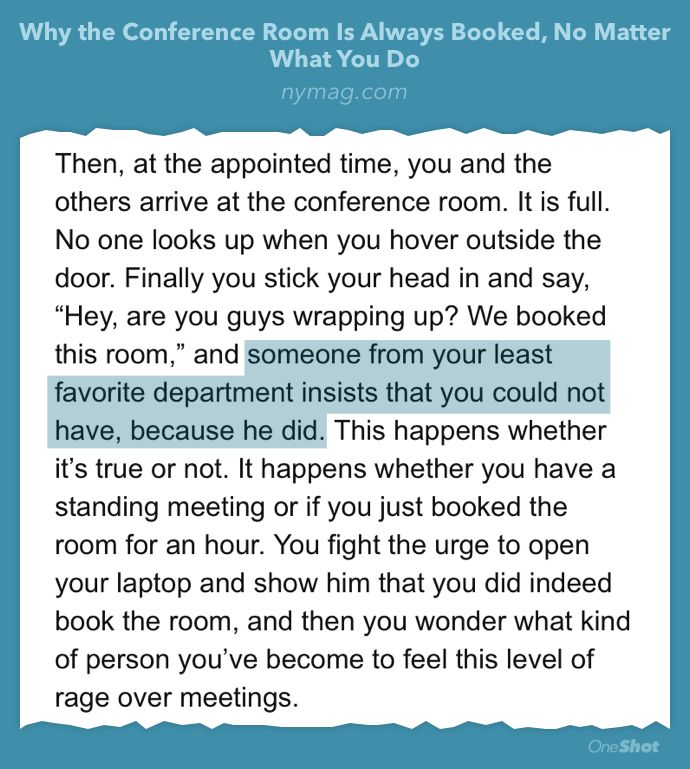 Why the Conference Room Is Always Booked, No Matter
What You Do
nymag.com
Then, at the appointed time, you and the
others arrive at the conference room. It is full.
No one looks up when you hover outside the
door. Finally you stick your head in and say,
“Hey, are you guys wrapping up? We booked
this room,” and someone from your least
favorite department insists that you could not
have, because he did. This happens whether
it’s true or not. It happens whether you have a
standing meeting or if you just booked the
room for an hour. You fight the urge to open
your laptop and show him that you did indeed
book the room, and then you wonder what kind
of person you’ve become to feel this level of
rage over meetings.
OneShot